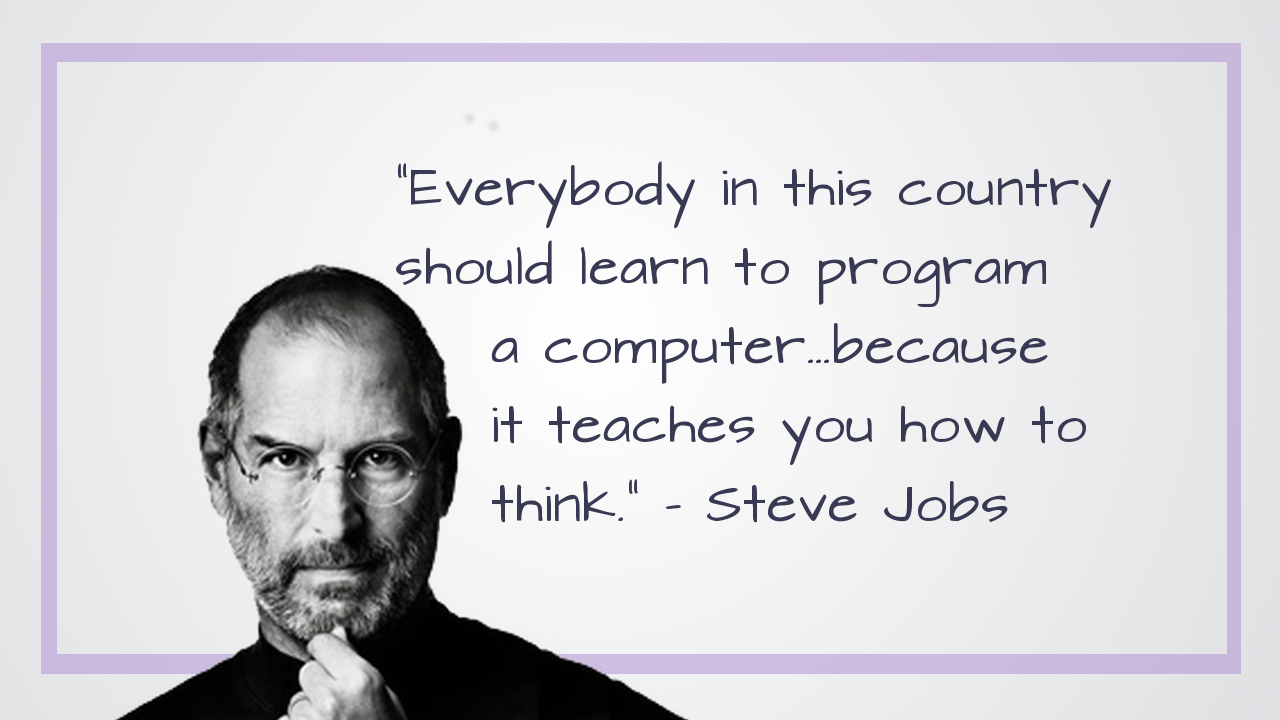 "Everybody in this country
should learn to program
a computer...because
it teaches you how to
think." - Steve Jobs